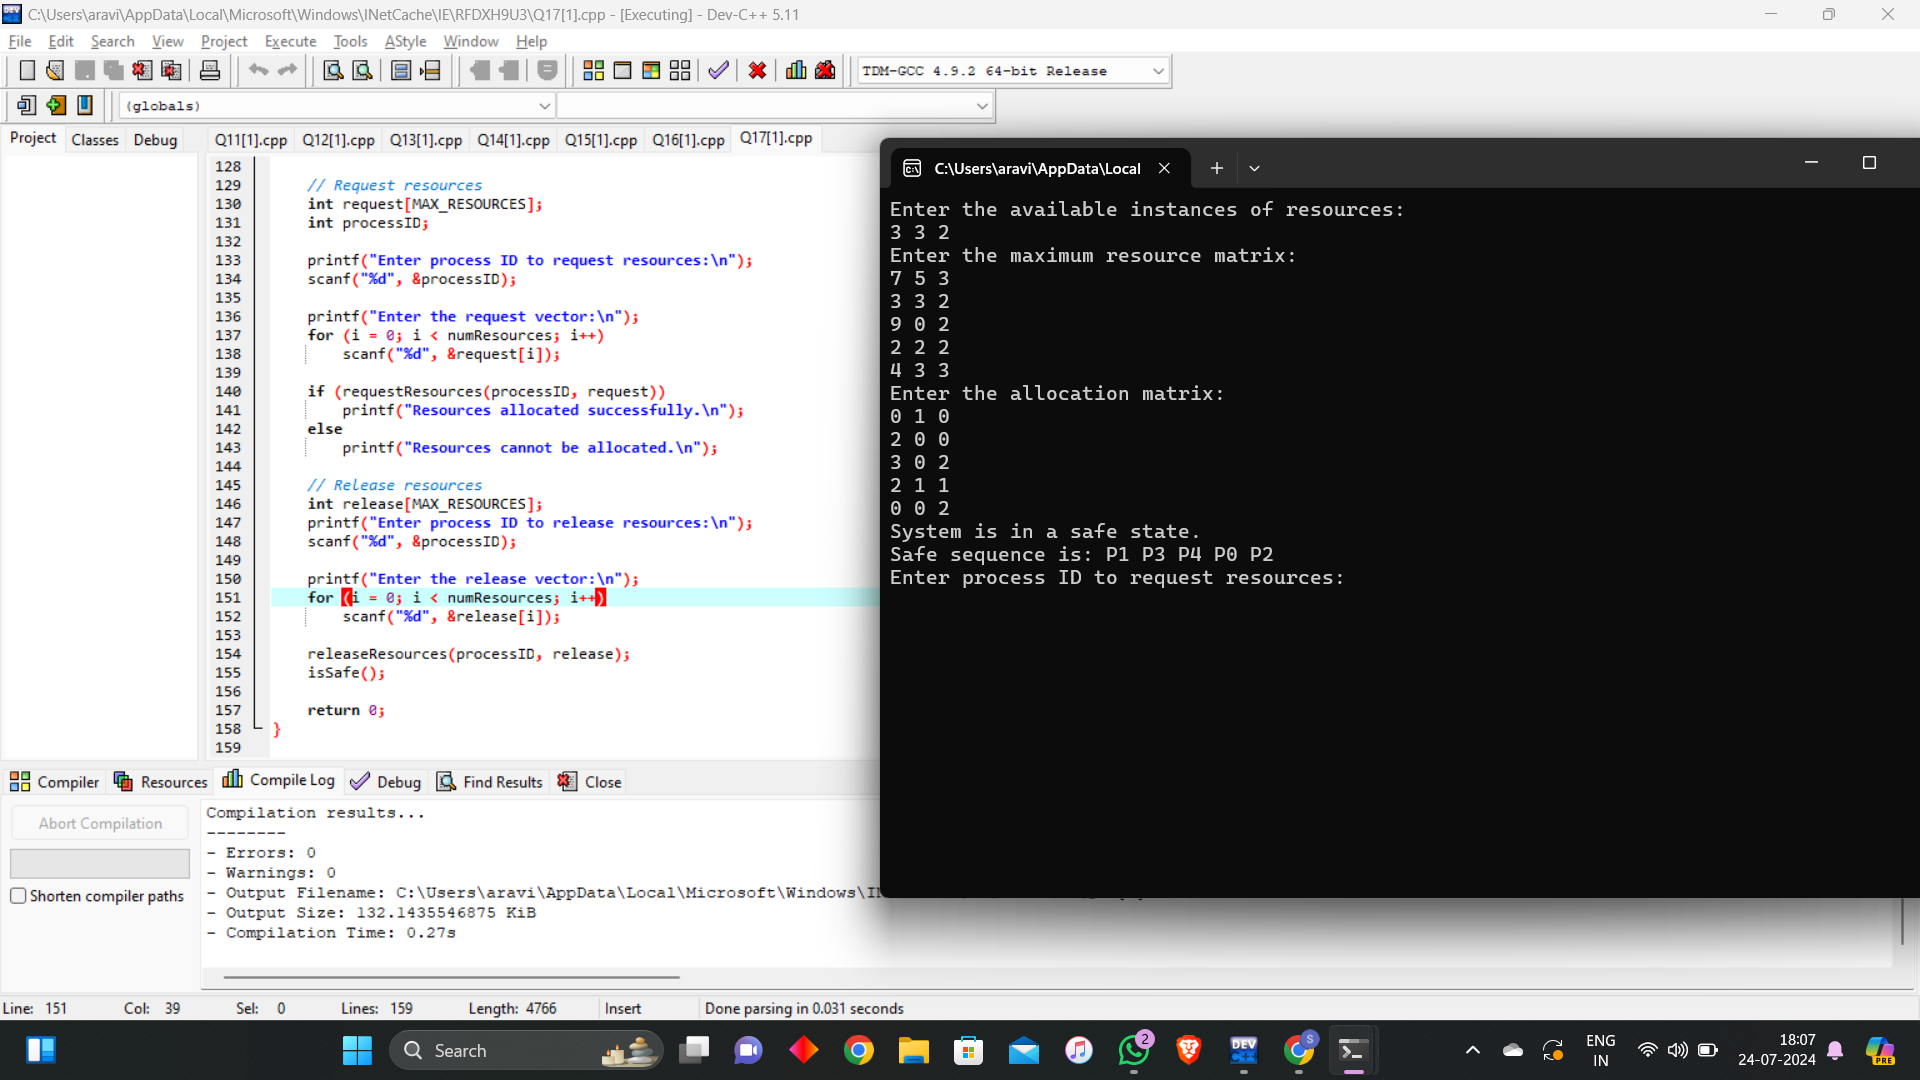 C:\Users\aravi\AppData\Local\Microsoft\Windows\INetCache\IE\RFDXH9U3\Q17[1].cpp - [Executing] - Dev-C++ 5.11
File Edit Search View Project Execute Tools AStyle Window Help
TDM-GCC 4.9.2 64-bit Release
(globals)
Project Classes Debug
Q11[1].cpp Q12[1].cpp Q13[1].cpp Q14[1].cpp Q15[1].cpp Q16[1].cpp Q17[1].cpp
128
129 // Request resources
130 int request[MAX_RESOURCES];
131 int processID;
132
133 printf("Enter process ID to request resources:\n");
134 scanf("%d", &processID);
135
136 printf("Enter the request vector:\n");
137 for (i = 0; i < numResources; i++)
138 scanf("%d", &request[i]);
139
140 if (requestResources(processID, request))
141 printf("Resources allocated successfully.\n");
142 else
143 printf("Resources cannot be allocated.\n");
144
145 // Release resources
146 int release[MAX_RESOURCES];
147 printf("Enter process ID to release resources:\n");
148 scanf("%d", &processID);
149
150 printf("Enter the release vector:\n");
151 for (i = 0; i < numResources; i++)
152 scanf("%d", &release[i]);
153
154 releaseResources(processID, release);
155 isSafe();
156
157 return 0;
158 }
159
C:\Users\aravi\AppData\Local
Enter the available instances of resources:
3 3 2
Enter the maximum resource matrix:
7 5 3
3 3 2
9 0 2
2 2 2
4 3 3
Enter the allocation matrix:
0 1 0
2 0 0
3 0 2
2 1 1
0 0 2
System is in a safe state.
Safe sequence is: P1 P3 P4 P0 P2
Enter process ID to request resources:
Compiler Resources Compile Log Debug Find Results Close
Abort Compilation
Shorten compiler paths
Compilation results...
--------
- Errors: 0
- Warnings: 0
- Output Filename: C:\Users\aravi\AppData\Local\Microsoft\Windows\
- Output Size: 132.1435546875 KiB
- Compilation Time: 0.27s
Line: 151 Col: 39 Sel: 0 Lines: 159 Length: 4766 Insert Done parsing in 0.031 seconds
Search
2
DEV
S
ENG
IN
18:07
24-07-2024
PRE